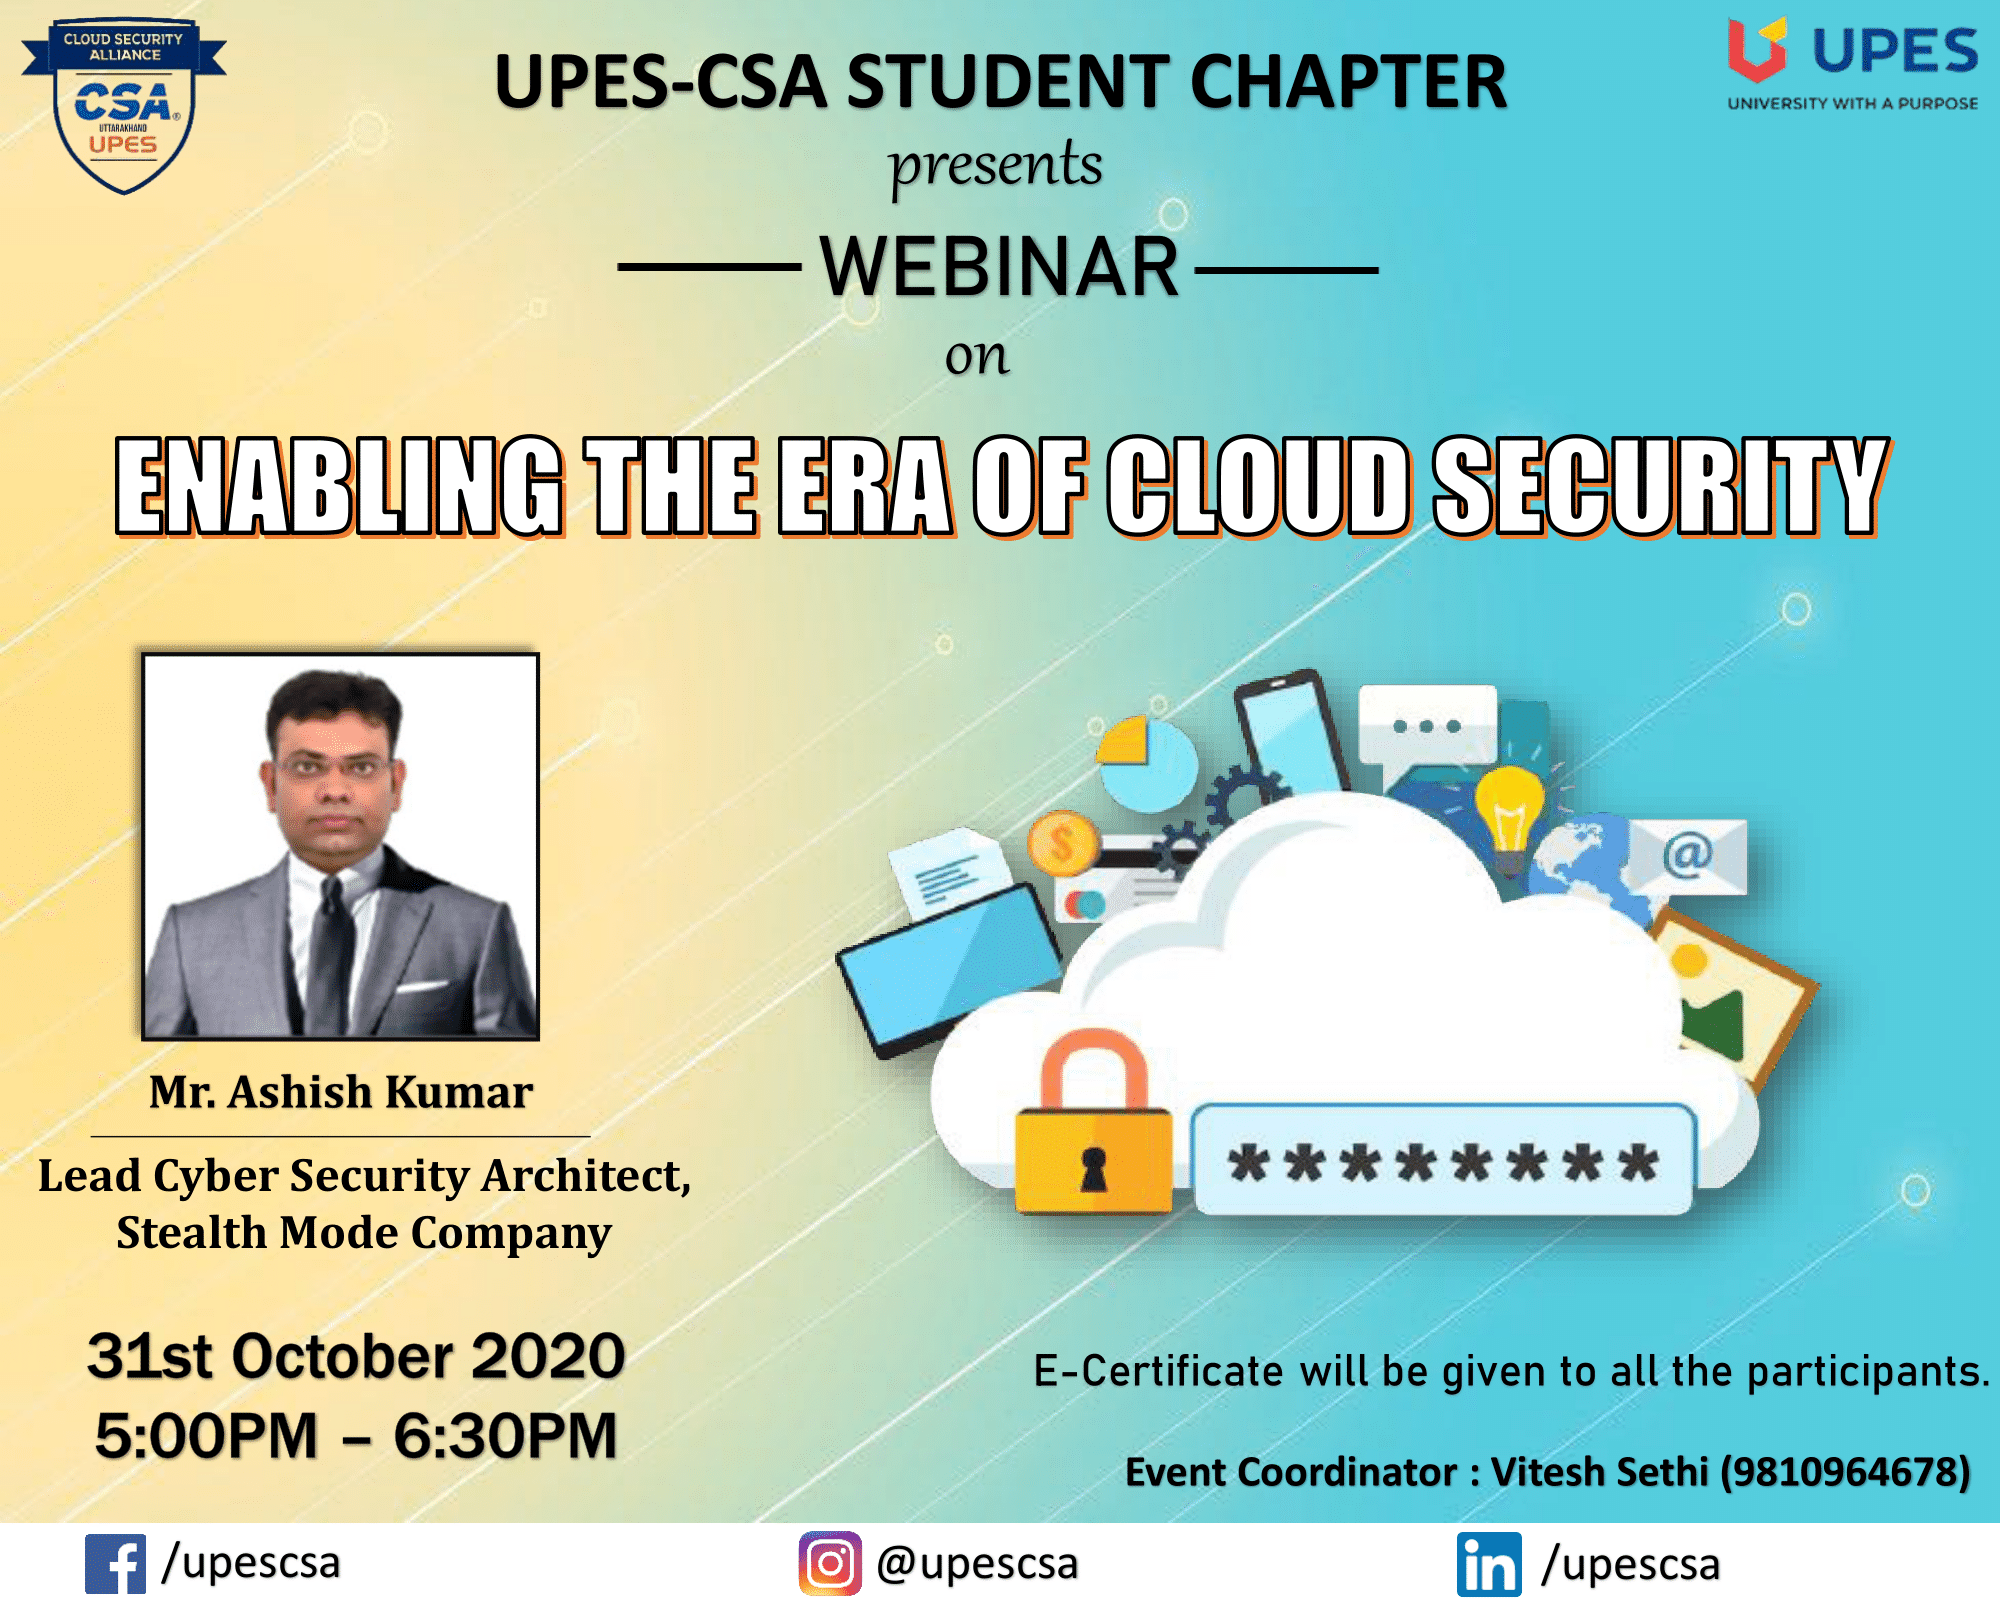 CLOUD SECURITY
ALLIANCE
CSA®
UTTARAKHAND
UPES
UPES
UNIVERSITY WITH A PURPOSE
UPES-CSA STUDENT CHAPTER
presents
WEBINAR
on
ENABLING THE ERA OF CLOUD SECURITY
$
@
********
Mr. Ashish Kumar
Lead Cyber Security Architect,
Stealth Mode Company
31st October 2020
5:00PM – 6:30PM
E-Certificate will be given to all the participants.
Event Coordinator : Vitesh Sethi (9810964678)
f /upescsa
@upescsa
in /upescsa